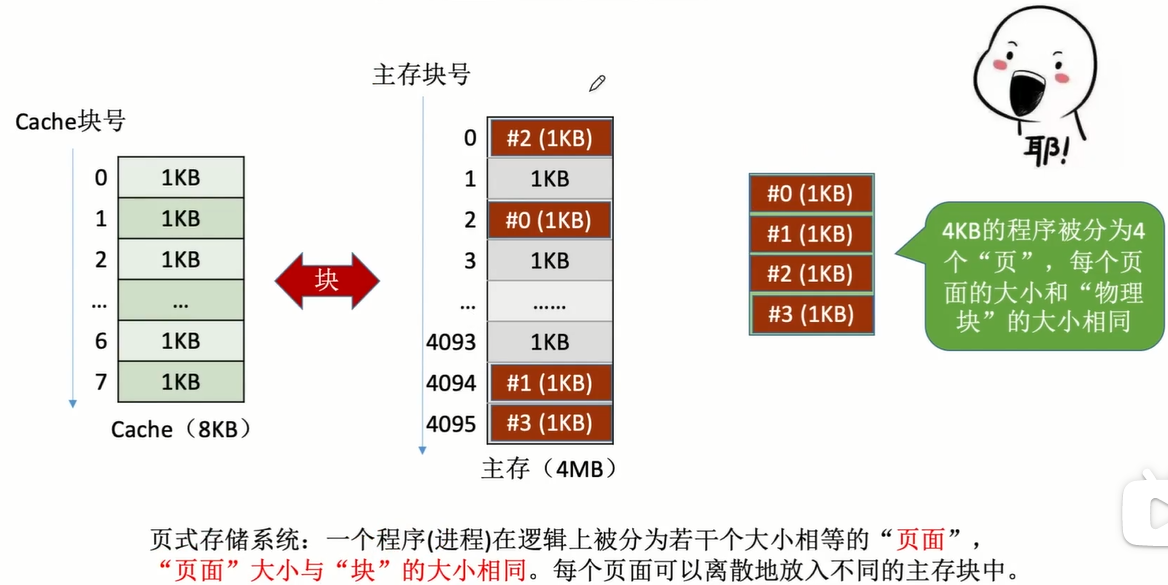 主存块号
Cache块号
0 1KB
1 1KB
2 1KB
... ...
6 1KB
7 1KB
Cache（8KB）
块
0 #2 (1KB)
1 1KB
2 #0 (1KB)
3 1KB
... ……
4093 1KB
4094 #1 (1KB)
4095 #3 (1KB)
主存（4MB）
#0 (1KB)
#1 (1KB)
#2 (1KB)
#3 (1KB)
耶!
4KB的程序被分为4
个“页”，每个页
面的大小和“物理
块”的大小相同
页式存储系统：一个程序(进程)在逻辑上被分为若干个大小相等的“页面”，
“页面”大小与“块”的大小相同。每个页面可以离散地放入不同的主存块中。